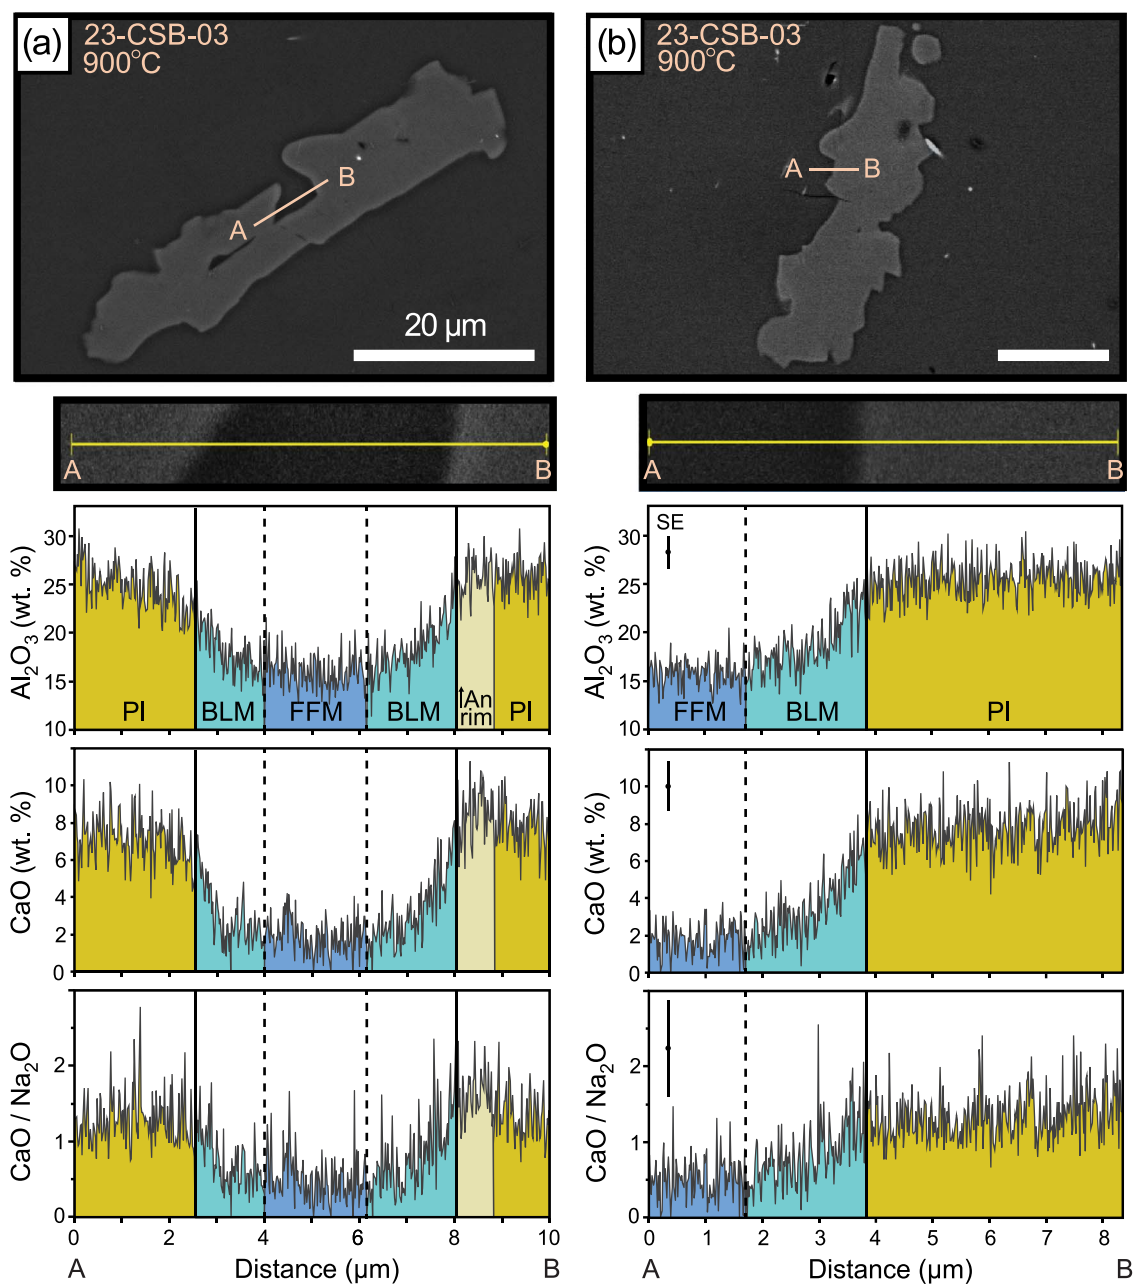 (a)
23-CSB-03
900°C
A
B
20 µm
(b)
23-CSB-03
900°C
A
B
A
B
A
B
Al2O3 (wt. %)
30
25
20
15
10
Pl
BLM
FFM
BLM
↑An
rim
Pl
Al2O3 (wt. %)
30
25
20
15
10
SE
FFM
BLM
Pl
CaO (wt. %)
10
8
6
4
2
0
CaO (wt. %)
10
8
6
4
2
0
CaO / Na2O
2
1
0
0 2 4 6 8 10
A
Distance (µm)
B
CaO / Na2O
2
1
0
0 1 2 3 4 5 6 7 8
A
Distance (µm)
B